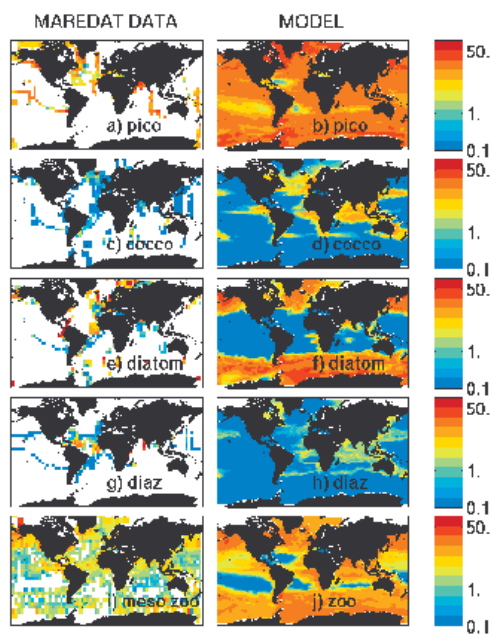 MAREDAT DATA MODEL
a) pico b) pico 50. 1. 0.1
c) cocco d) cocco 50. 1. 0.1
e) diatom f) diatom 50. 1. 0.1
g) diaz h) diaz 50. 1. 0.1
i) meso zoo j) zoo 50. 1. 0.1